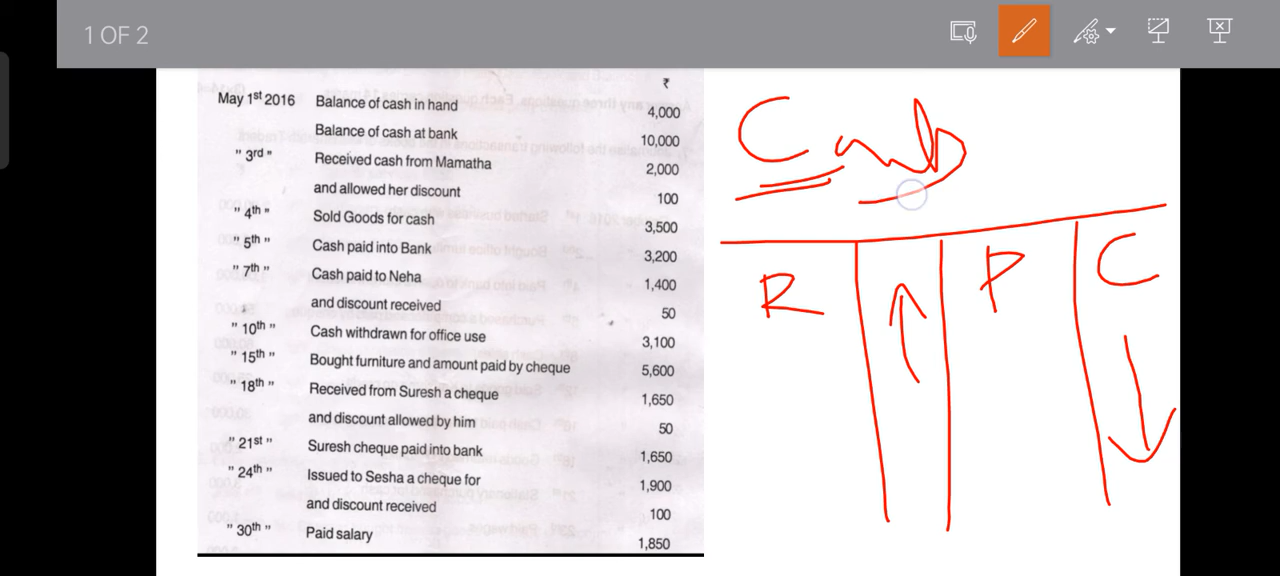 1 OF 2
₹
May 1st 2016 Balance of cash in hand 4,000
Balance of cash at bank 10,000
" 3rd " Received cash from Mamatha 2,000
and allowed her discount 100
" 4th " Sold Goods for cash 3,500
" 5th " Cash paid into Bank 3,200
" 7th " Cash paid to Neha 1,400
and discount received 50
" 10th " Cash withdrawn for office use 3,100
" 15th " Bought furniture and amount paid by cheque 5,600
" 18th " Received from Suresh a cheque 1,650
and discount allowed by him 50
" 21st " Suresh cheque paid into bank 1,650
" 24th " Issued to Sesha a cheque for 1,900
and discount received 100
" 30th " Paid salary 1,850
Cash
R P C